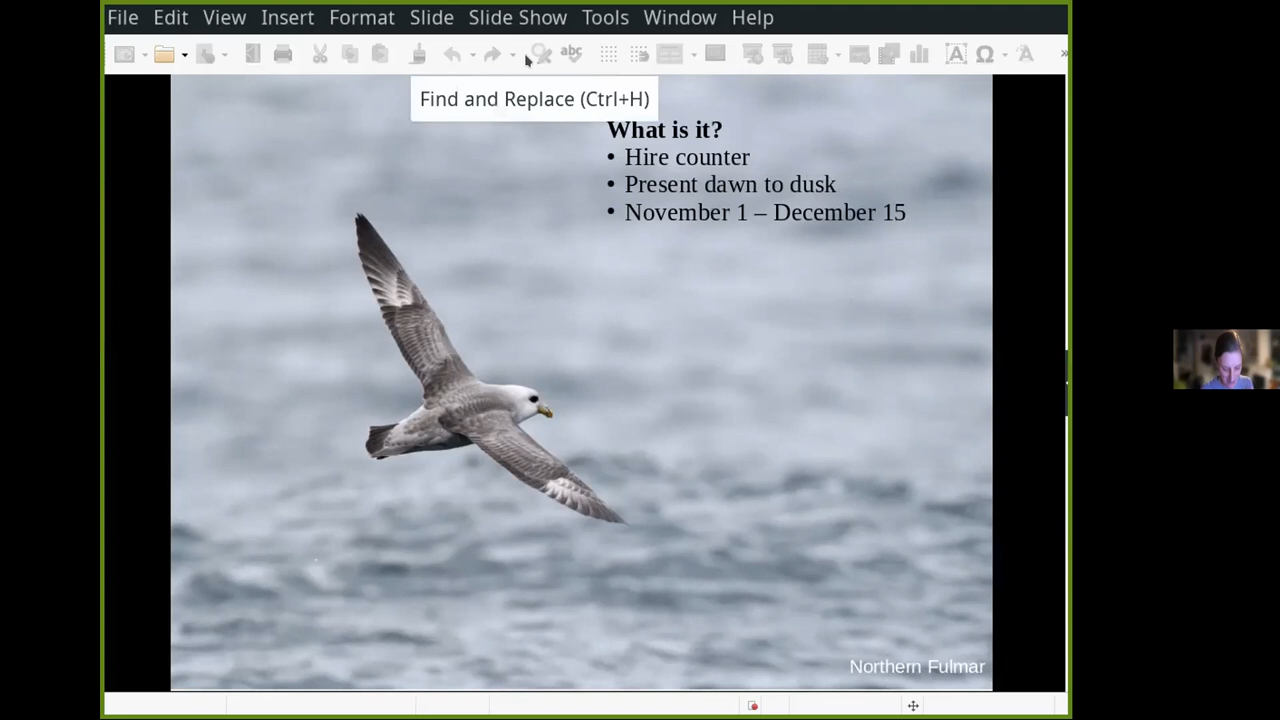 File Edit View Insert Format Slide Slide Show Tools Window Help
abc
Find and Replace (Ctrl+H)
What is it?
• Hire counter
• Present dawn to dusk
• November 1 – December 15
Northern Fulmar